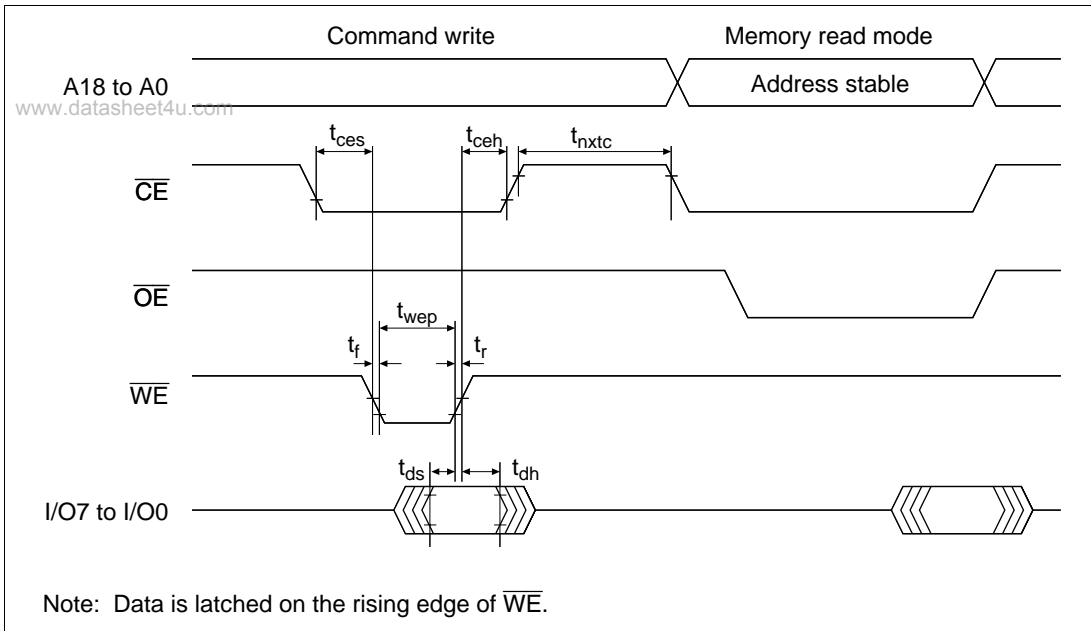 Command write Memory read mode
A18 to A0 Address stable
www.datasheet4u.com
tces tceh tnxtc
CE
OE
twep
tf tr
WE
tds tdh
I/O7 to I/O0
Note: Data is latched on the rising edge of WE.